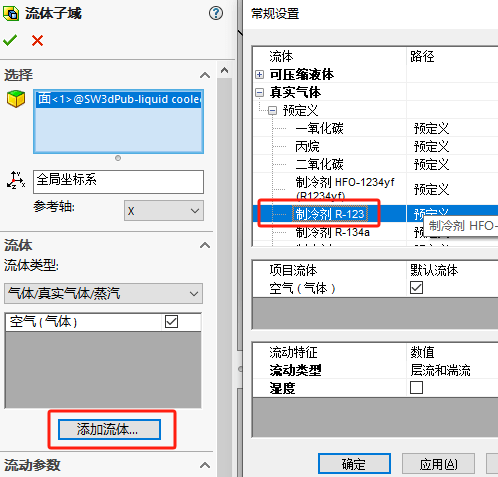 流体子域
选择
面<1>@SW3dPub-liquid coole
全局坐标系
参考轴:
X
流体
流体类型:
气体/真实气体/蒸汽
空气 ( 气体 )
添加流体...
流动参数
常规设置
流体
路径
可压缩液体
真实气体
预定义
一氧化碳
预定义
丙烷
预定义
二氧化碳
预定义
制冷剂 HFO-1234yf
(R1234yf)
预定义
制冷剂 R-123
预定义
制冷剂 HFO-
制冷剂 R-134a
预定义
项目流体
默认流体
空气 ( 气体 )
流动特征
数值
流动类型
层流和湍流
湿度
确定
应用(A)